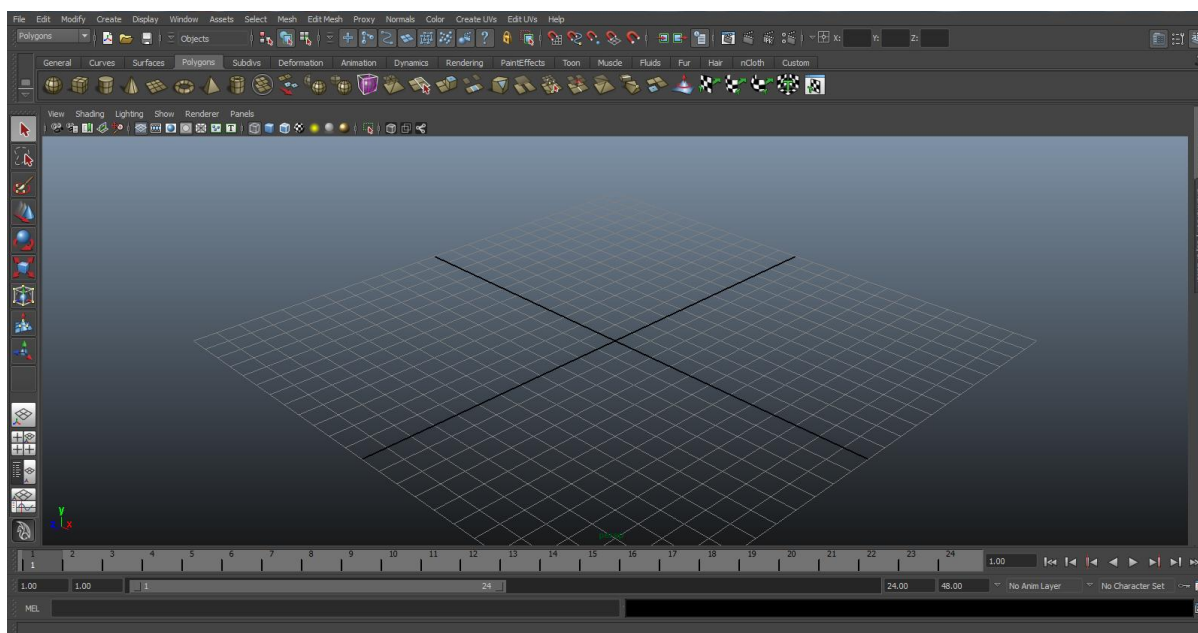 File Edit Modify Create Display Window Assets Select Mesh Edit Mesh Proxy Normals Color Create UVs Edit UVs Help
Polygons Objects X: Y: Z:
General Curves Surfaces Polygons Subdivs Deformation Animation Dynamics Rendering PaintEffects Toon Muscle Fluids Fur Hair nCloth Custom
View Shading Lighting Show Renderer Panels
y
x
1 2 3 4 5 6 7 8 9 10 11 12 13 14 15 16 17 18 19 20 21 22 23 24
1 1.00
1.00 1.00 1 24 24.00 48.00 No Anim Layer No Character Set
MEL